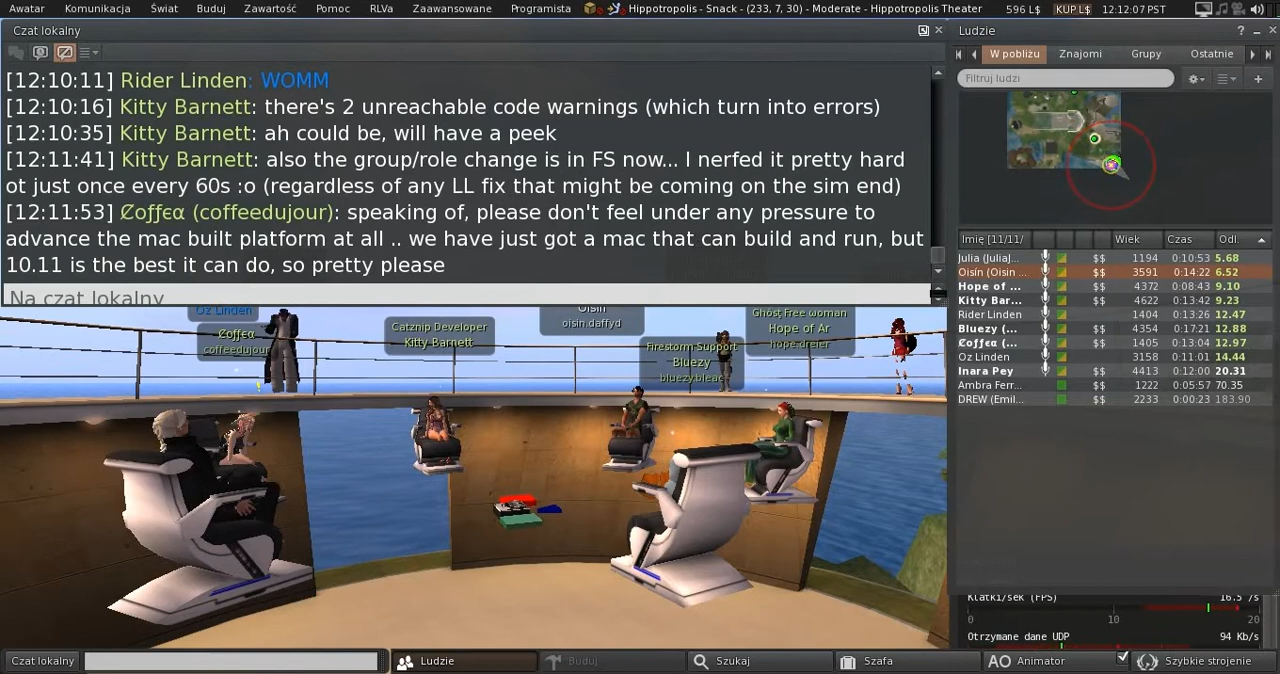 Awatar Komunikacja Świat Buduj Zawartość Pomoc RLVa Zaawansowane Programista Hippotropolis - Snack - (233, 7, 30) - Moderate - Hippotropolis Theater 596 L$ KUP L$ 12:12:07 PST
Czat lokalny
[12:10:11] Rider Linden: WOMM
[12:10:16] Kitty Barnett: there's 2 unreachable code warnings (which turn into errors)
[12:10:35] Kitty Barnett: ah could be, will have a peek
[12:11:41] Kitty Barnett: also the group/role change is in FS now... I nerfed it pretty hard
ot just once every 60s :o (regardless of any LL fix that might be coming on the sim end)
[12:11:53] Ȼσƒƒєα (coffeedujour): speaking of, please don't feel under any pressure to
advance the mac built platform at all .. we have just got a mac that can build and run, but
10.11 is the best it can do, so pretty please
Na czat lokalny
Ludzie
? _ ×
W pobliżu Znajomi Grupy Ostatnie
Filtruj ludzi
Imię [11/11/ Wiek Czas Odl.
Julia (JuliaJ... $$ 1194 0:10:53 5.68
Oisín (Oisin ... $$ 3591 0:14:22 6.52
Hope of ... $$ 4372 0:08:43 9.10
Kitty Bar... $$ 4622 0:13:42 9.23
Rider Linden 1404 0:13:26 12.47
Bluezy (... $$ 4354 0:17:21 12.88
Ȼσƒƒєα (... $$ 1405 0:13:04 12.97
Oz Linden 3158 0:11:01 14.44
Inara Pey $$ 4413 0:12:00 20.31
Ambra Ferr... $$ 1222 0:05:57 70.35
DREW (Emil... $$ 2233 0:00:23 183.90
Klatki/sek (FPS) 16.5 /s
0 10 20
Otrzymane dane UDP 94 Kb/s
Oz Linden
Ȼσƒƒєα
coffeedujour
Catznip Developer
Kitty Barnett
Oisín
oisin.daffyd
Firestorm Support
Bluezy
bluezy.bleac
Ghost Free woman
Hope of Ar
hope.dreier
Czat lokalny Ludzie Buduj Szukaj Szafa AO Animator Szybkie strojenie